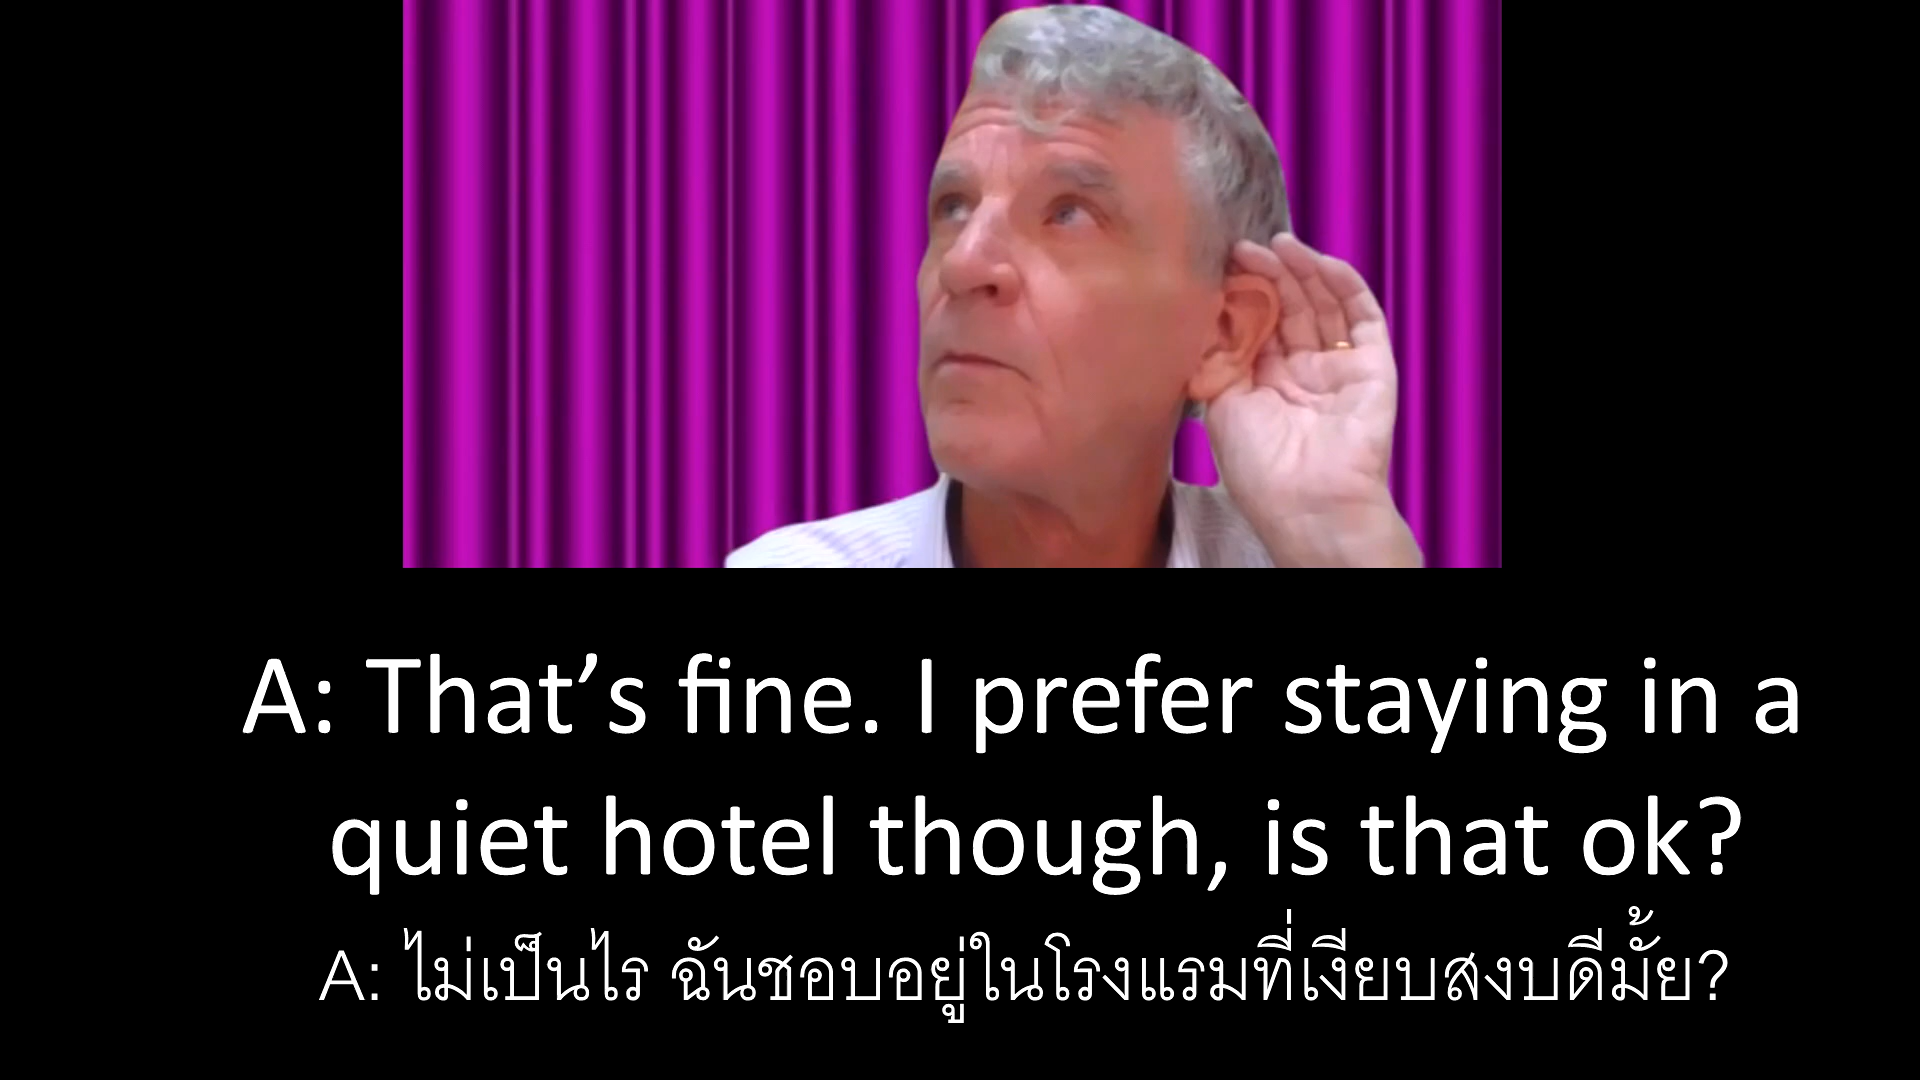 A: That’s fine. I prefer staying in a
quiet hotel though, is that ok?
A: ไม่เป็นไร ฉันชอบอยู่ในโรงแรมที่เงียบสงบดีมั้ย?